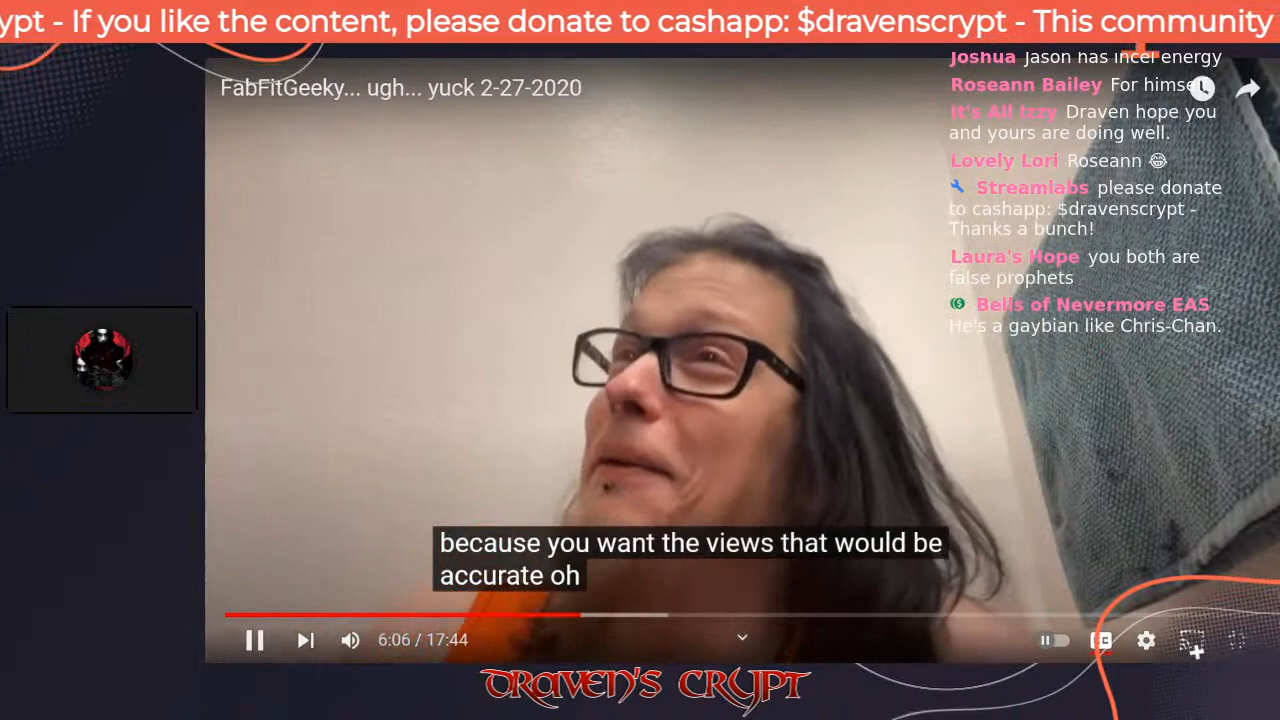 ypt - If you like the content, please donate to cashapp: $dravenscrypt - This community
FabFitGeeky... ugh... yuck 2-27-2020
Joshua Jason has incel energy
Roseann Bailey For himself
It's All Izzy Draven hope you
and yours are doing well.
Lovely Lori Roseann 😂
Streamlabs please donate
to cashapp: $dravenscrypt -
Thanks a bunch!
Laura's Hope you both are
false prophets
Bells of Nevermore EAS
He's a gaybian like Chris-Chan.
because you want the views that would be
accurate oh
6:06 / 17:44
CC
DRAVEN'S CRYPT